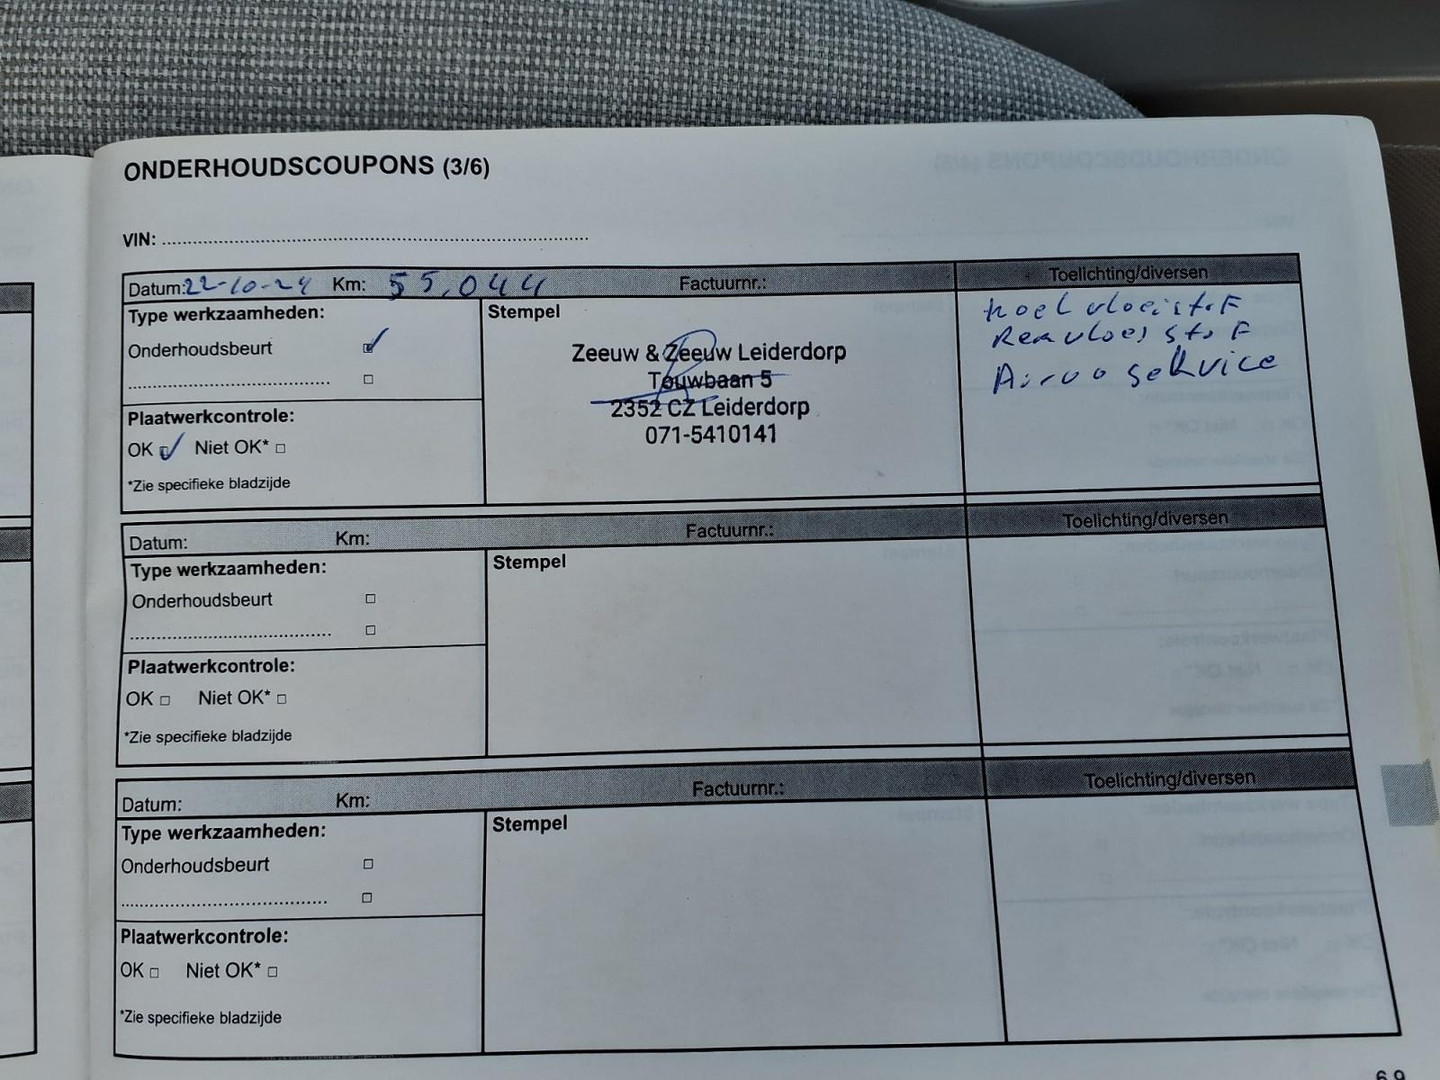 ONDERHOUDSCOUPONS (3/6)
VIN: ..........................................................................................
Datum: 22-10-24 Km: 55.044 Factuurnr.: Toelichting/diversen
Type werkzaamheden:
Onderhoudsbeurt
Plaatwerkcontrole:
OK Niet OK*
*Zie specifieke bladzijde
Stempel
Zeeuw & Zeeuw Leiderdorp
Touwbaan 5
2352 CZ Leiderdorp
071-5410141
koelvloeistof
Remvloeistof
Airco service
Datum: Km: Factuurnr.: Toelichting/diversen
Type werkzaamheden:
Onderhoudsbeurt
Plaatwerkcontrole:
OK Niet OK*
*Zie specifieke bladzijde
Stempel
Datum: Km: Factuurnr.: Toelichting/diversen
Type werkzaamheden:
Onderhoudsbeurt
Plaatwerkcontrole:
OK Niet OK*
*Zie specifieke bladzijde
Stempel